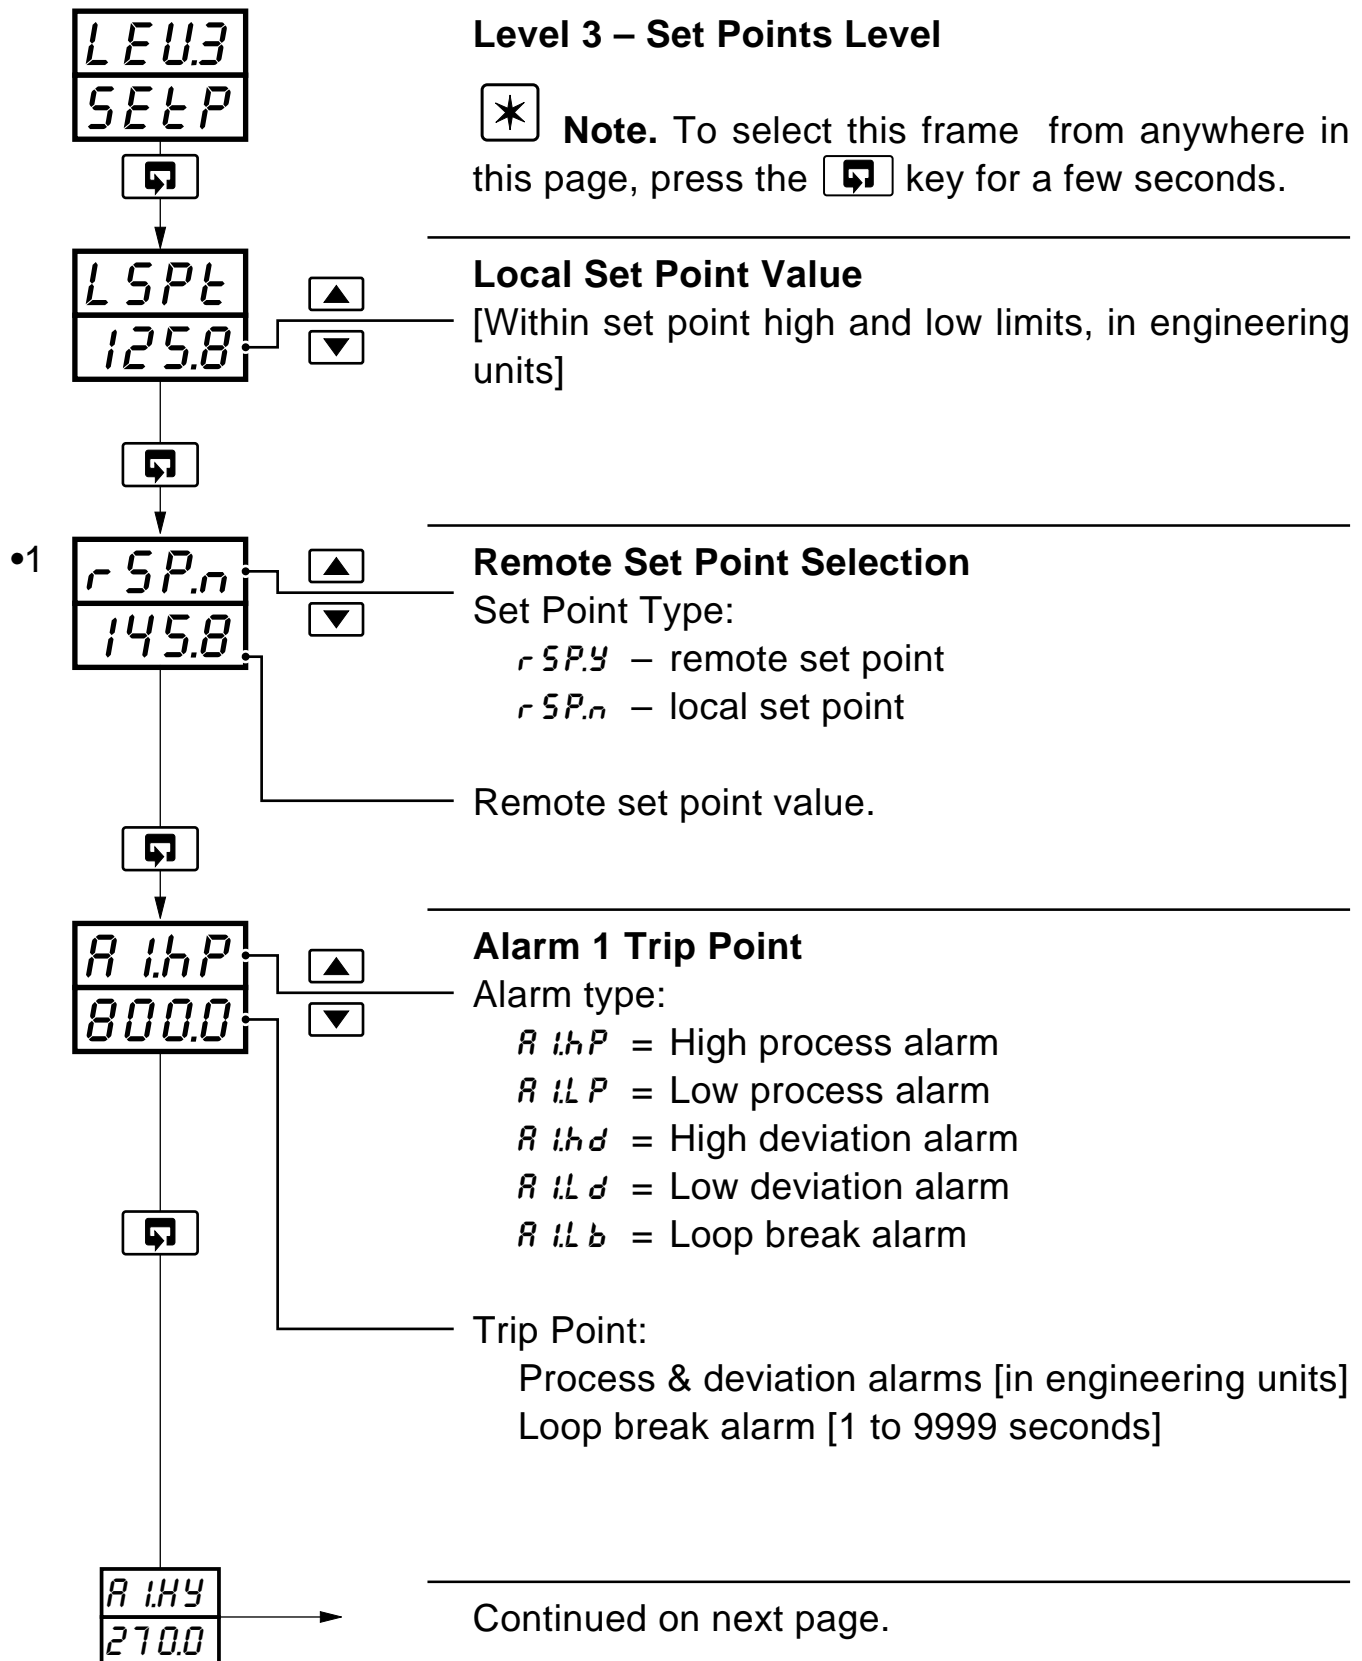 LEV.3
SEtP
Level 3 – Set Points Level
Note. To select this frame from anywhere in
this page, press the key for a few seconds.
LSPt
125.8
Local Set Point Value
[Within set point high and low limits, in engineering
units]
•1
rSP.n
145.8
Remote Set Point Selection
Set Point Type:
rSP.Y – remote set point
rSP.n – local set point
Remote set point value.
A1.hP
800.0
Alarm 1 Trip Point
Alarm type:
A1.hP = High process alarm
A1.LP = Low process alarm
A1.hd = High deviation alarm
A1.Ld = Low deviation alarm
A1.Lb = Loop break alarm
Trip Point:
Process & deviation alarms [in engineering units]
Loop break alarm [1 to 9999 seconds]
A1.HY
270.0
Continued on next page.